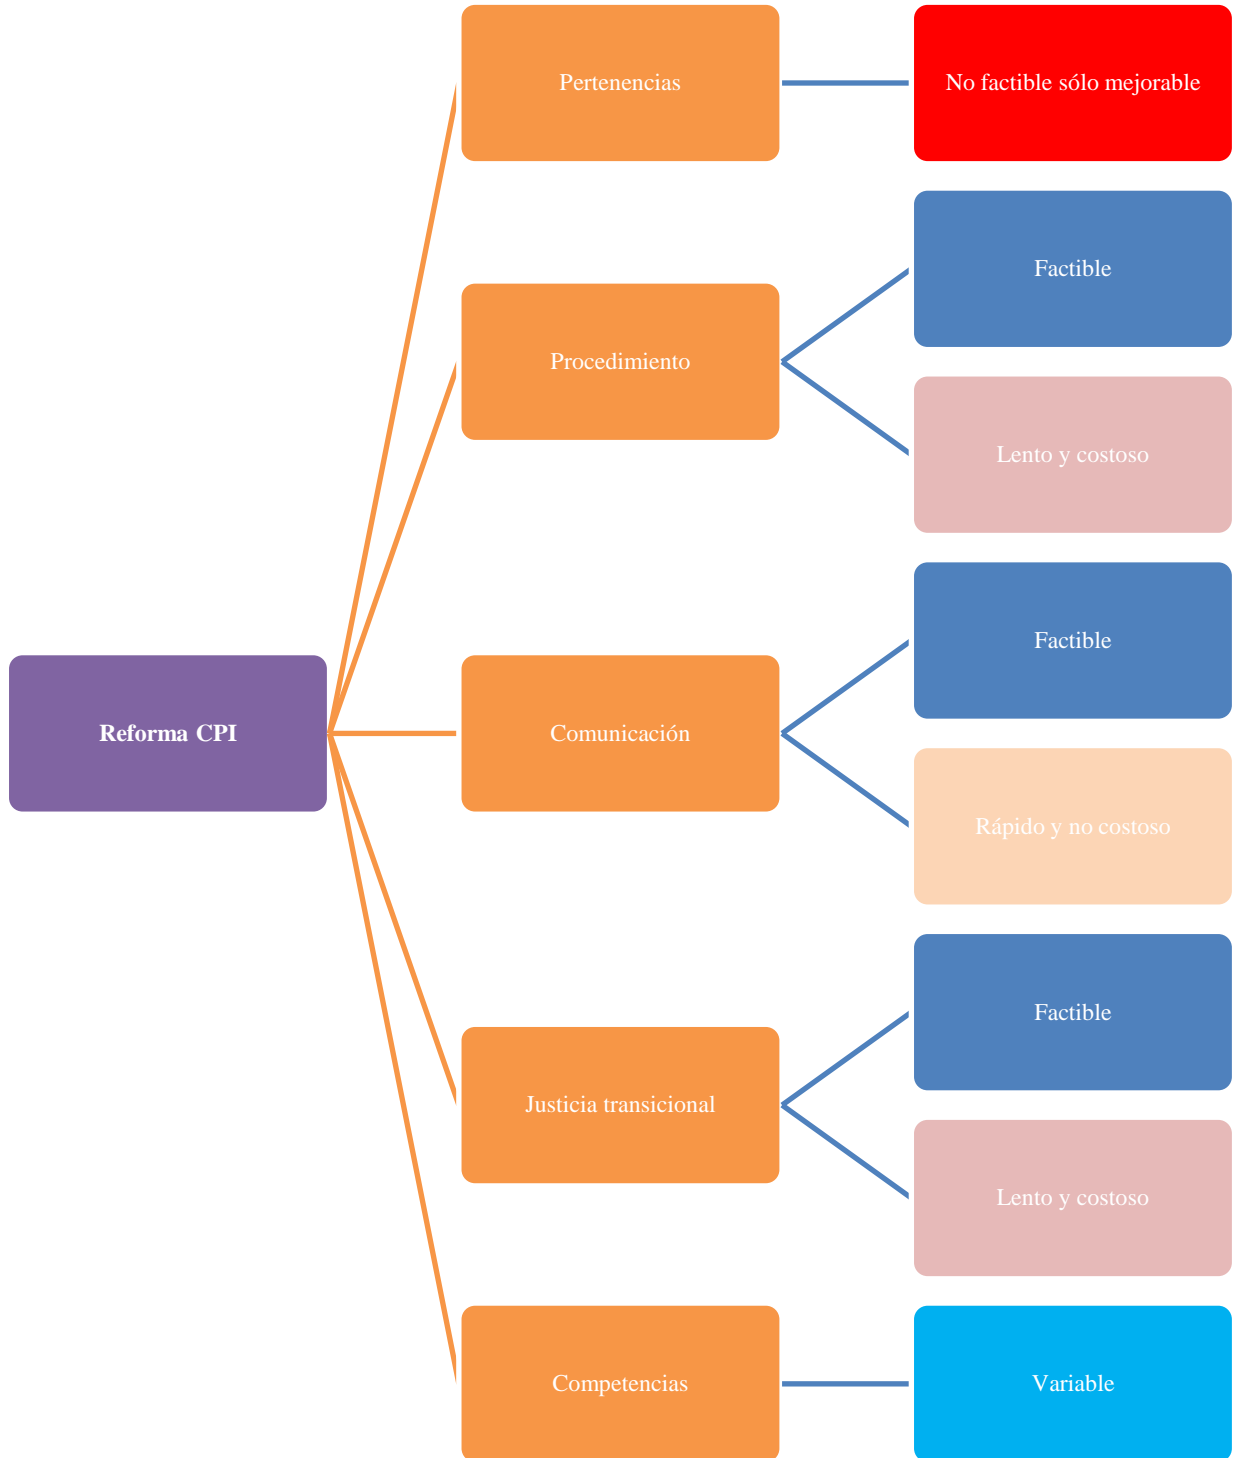 Reforma CPI
Pertenencias
No factible sólo mejorable
Procedimiento
Factible
Lento y costoso
Comunicación
Factible
Rápido y no costoso
Justicia transicional
Factible
Lento y costoso
Competencias
Variable